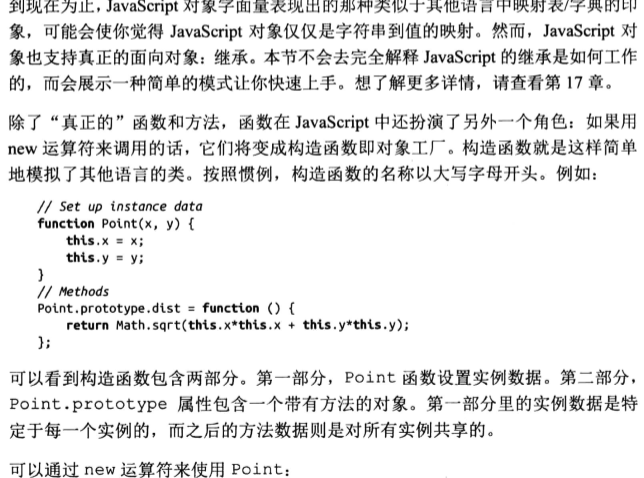 到现在为止，JavaScript 对象字面量表现出的那种类似于其他语言中映射表/字典的印
象，可能会使你觉得 JavaScript 对象仅仅是字符串到值的映射。然而，JavaScript 对
象也支持真正的面向对象：继承。本节不会去完全解释 JavaScript 的继承是如何工作
的，而会展示一种简单的模式让你快速上手。想了解更多详情，请查看第 17 章。
除了“真正的”函数和方法，函数在 JavaScript 中还扮演了另外一个角色：如果用
new 运算符来调用的话，它们将变成构造函数即对象工厂。构造函数就是这样简单
地模拟了其他语言的类。按照惯例，构造函数的名称以大写字母开头。例如：
// Set up instance data
function Point(x, y) {
    this.x = x;
    this.y = y;
}
// Methods
Point.prototype.dist = function () {
    return Math.sqrt(this.x*this.x + this.y*this.y);
};
可以看到构造函数包含两部分。第一部分，Point 函数设置实例数据。第二部分，
Point.prototype 属性包含一个带有方法的对象。第一部分里的实例数据是特
定于每一个实例的，而之后的方法数据则是对所有实例共享的。
可以通过 new 运算符来使用 Point：